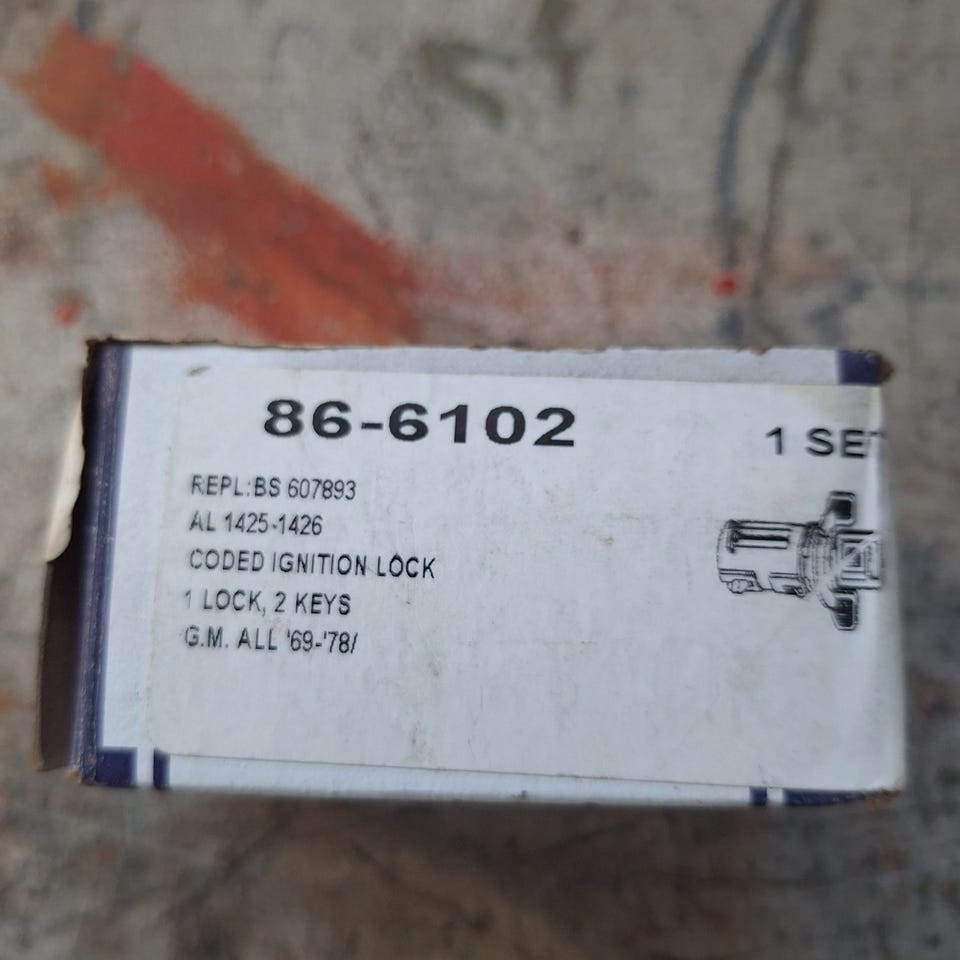 86-6102
1 SET
REPL:BS 607893
AL 1425-1426
CODED IGNITION LOCK
1 LOCK, 2 KEYS
G.M. ALL '69-'78/